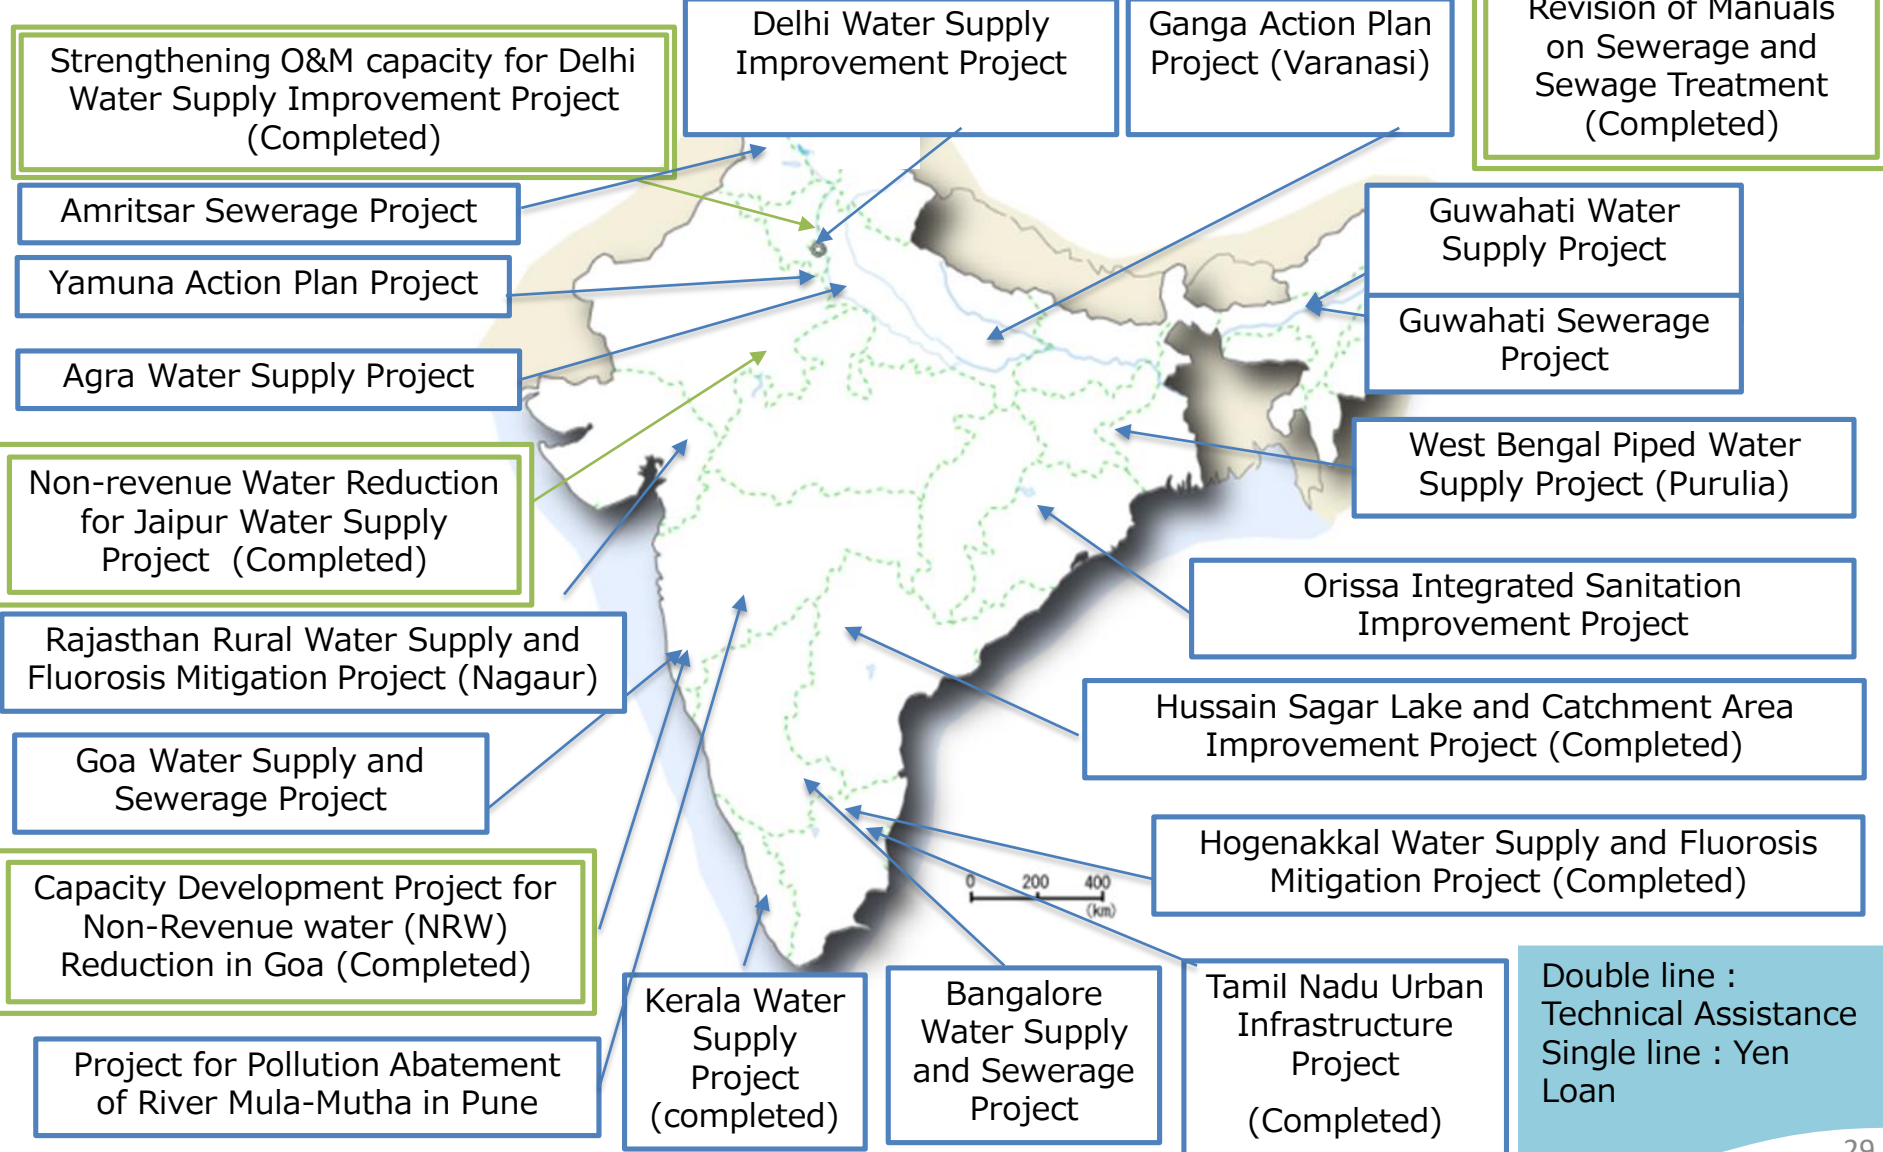 Delhi Water Supply
Improvement Project
Ganga Action Plan
Project (Varanasi)
Revision of Manuals
on Sewerage and
Sewage Treatment
(Completed)
Strengthening O&M capacity for Delhi
Water Supply Improvement Project
(Completed)
Amritsar Sewerage Project
Yamuna Action Plan Project
Agra Water Supply Project
Non-revenue Water Reduction
for Jaipur Water Supply
Project (Completed)
Rajasthan Rural Water Supply and
Fluorosis Mitigation Project (Nagaur)
Goa Water Supply and
Sewerage Project
Capacity Development Project for
Non-Revenue water (NRW)
Reduction in Goa (Completed)
Project for Pollution Abatement
of River Mula-Mutha in Pune
Guwahati Water
Supply Project
Guwahati Sewerage
Project
West Bengal Piped Water
Supply Project (Purulia)
Orissa Integrated Sanitation
Improvement Project
Hussain Sagar Lake and Catchment Area
Improvement Project (Completed)
Hogenakkal Water Supply and Fluorosis
Mitigation Project (Completed)
0 200 400
(km)
Kerala Water
Supply
Project
(completed)
Bangalore
Water Supply
and Sewerage
Project
Tamil Nadu Urban
Infrastructure
Project
(Completed)
Double line :
Technical Assistance
Single line : Yen
Loan
29